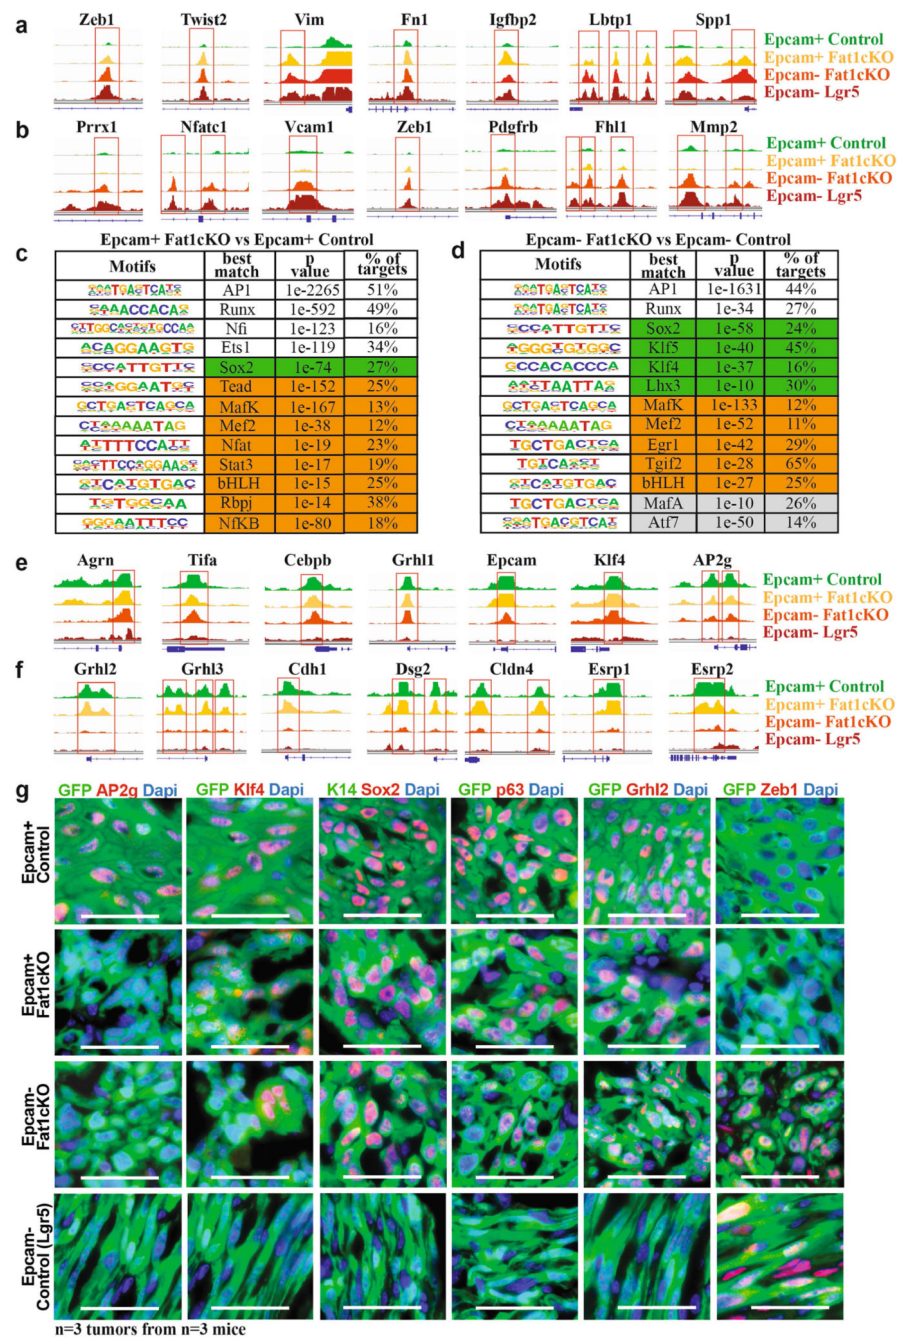 a
Zeb1 Twist2 Vim Fn1 Igfbp2 Lbtp1 Spp1
Epcam+ Control
Epcam+ Fat1cKO
Epcam- Fat1cKO
Epcam- Lgr5
b
Prrx1 Nfatc1 Vcam1 Zeb1 Pdgfrb Fhl1 Mmp2
Epcam+ Control
Epcam+ Fat1cKO
Epcam- Fat1cKO
Epcam- Lgr5
c
Epcam+ Fat1cKO vs Epcam+ Control
Motifs best match p value % of targets
AP1 1e-2265 51%
Runx 1e-592 49%
Nfi 1e-123 16%
Ets1 1e-119 34%
Sox2 1e-74 27%
Tead 1e-152 25%
MafK 1e-167 13%
Mef2 1e-38 12%
Nfat 1e-19 23%
Stat3 1e-17 19%
bHLH 1e-15 25%
Rbpj 1e-14 38%
NfKB 1e-80 18%
d
Epcam- Fat1cKO vs Epcam- Control
Motifs best match p value % of targets
AP1 1e-1631 44%
Runx 1e-34 27%
Sox2 1e-58 24%
Klf5 1e-40 45%
Klf4 1e-37 16%
Lhx3 1e-10 30%
MafK 1e-133 12%
Mef2 1e-52 11%
Egr1 1e-42 29%
Tgif2 1e-28 65%
bHLH 1e-27 25%
MafA 1e-10 26%
Atf7 1e-50 14%
e
Agrn Tifa Cebpb Grhl1 Epcam Klf4 AP2g
Epcam+ Control
Epcam+ Fat1cKO
Epcam- Fat1cKO
Epcam- Lgr5
f
Grhl2 Grhl3 Cdh1 Dsg2 Cldn4 Esrp1 Esrp2
Epcam+ Control
Epcam+ Fat1cKO
Epcam- Fat1cKO
Epcam- Lgr5
g
GFP AP2g Dapi GFP Klf4 Dapi K14 Sox2 Dapi GFP p63 Dapi GFP Grhl2 Dapi GFP Zeb1 Dapi
Epcam+
Control
Epcam+
Fat1cKO
Epcam-
Fat1cKO
Epcam-
Control (Lgr5)
n=3 tumors from n=3 mice